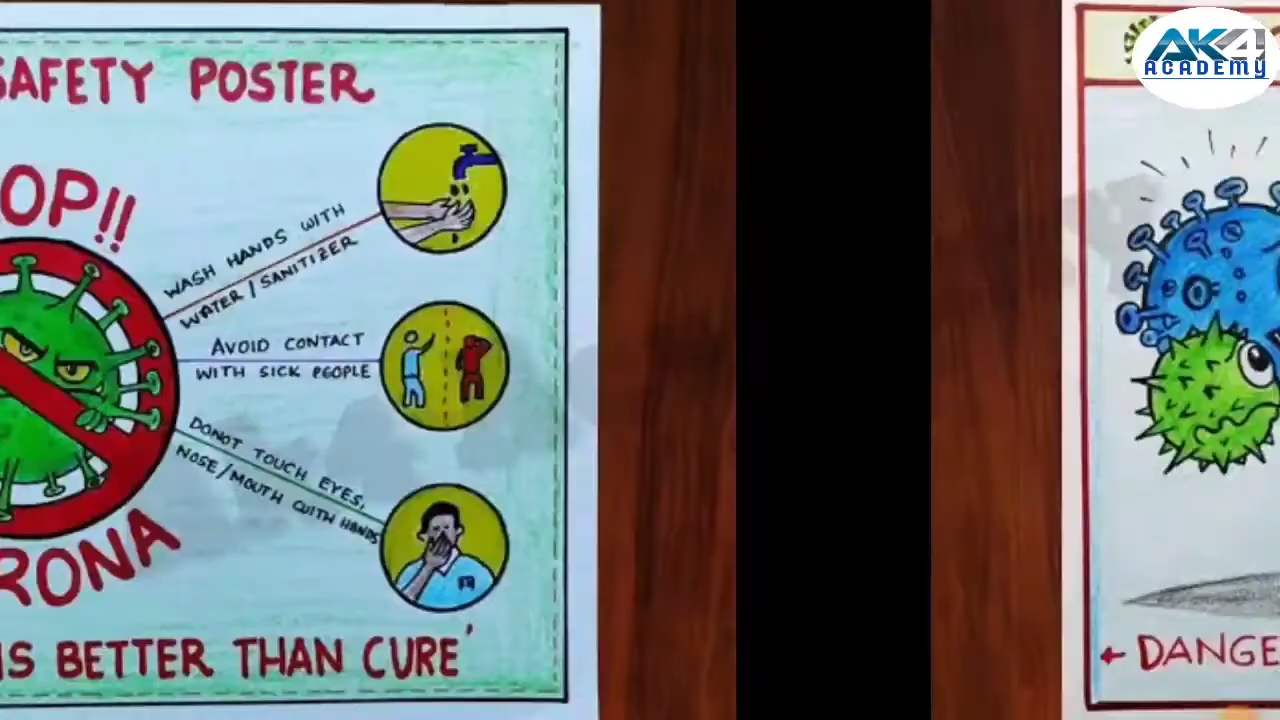 SAFETY POSTER
OP!!
WASH HANDS WITH
WATER/SANITIZER
AVOID CONTACT
WITH SICK PEOPLE
DONOT TOUCH EYES,
NOSE/MOUTH WITH HANDS
RONA
IS BETTER THAN CURE'
AK4
ACADEMY
DANGE